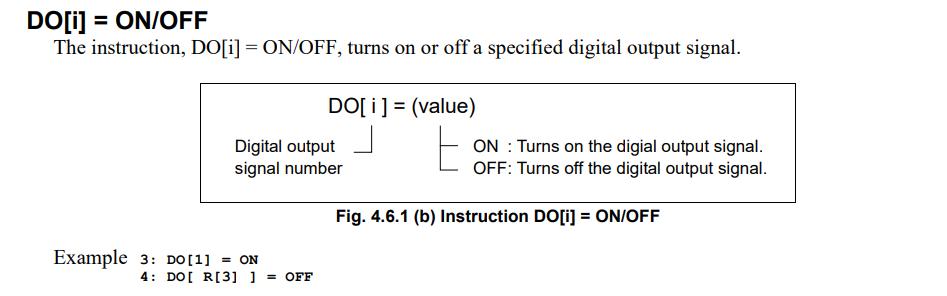 DO[i] = ON/OFF
The instruction, DO[i] = ON/OFF, turns on or off a specified digital output signal.
DO[ i ] = (value)
Digital output
signal number
ON : Turns on the digial output signal.
OFF: Turns off the digital output signal.
Fig. 4.6.1 (b) Instruction DO[i] = ON/OFF
Example 3: DO[1] = ON
4: DO[ R[3] ] = OFF